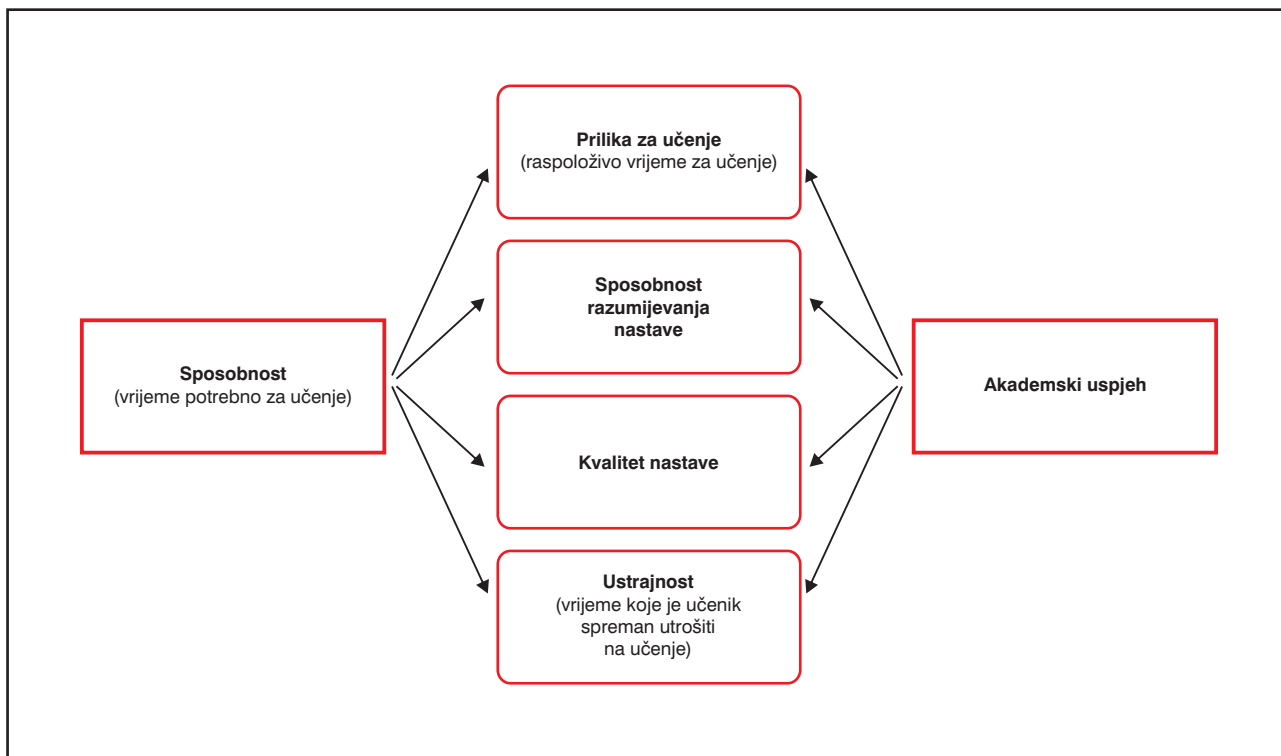 Prilika za učenje
(raspoloživo vrijeme za učenje)
Sposobnost
razumijevanja
nastave
Sposobnost
(vrijeme potrebno za učenje)
Akademski uspjeh
Kvalitet nastave
Ustrajnost
(vrijeme koje je učenik
spreman utrošiti
na učenje)